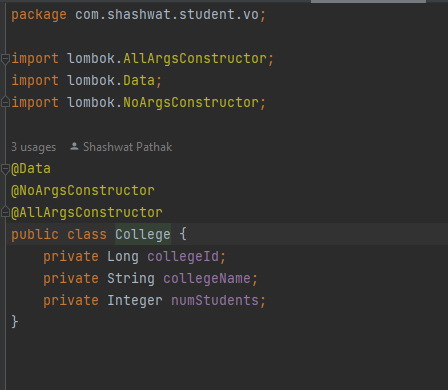 package com.shashwat.student.vo;
import lombok.AllArgsConstructor;
import lombok.Data;
import lombok.NoArgsConstructor;
3 usages Shashwat Pathak
@Data
@NoArgsConstructor
@AllArgsConstructor
public class College {
    private Long collegeId;
    private String collegeName;
    private Integer numStudents;
}